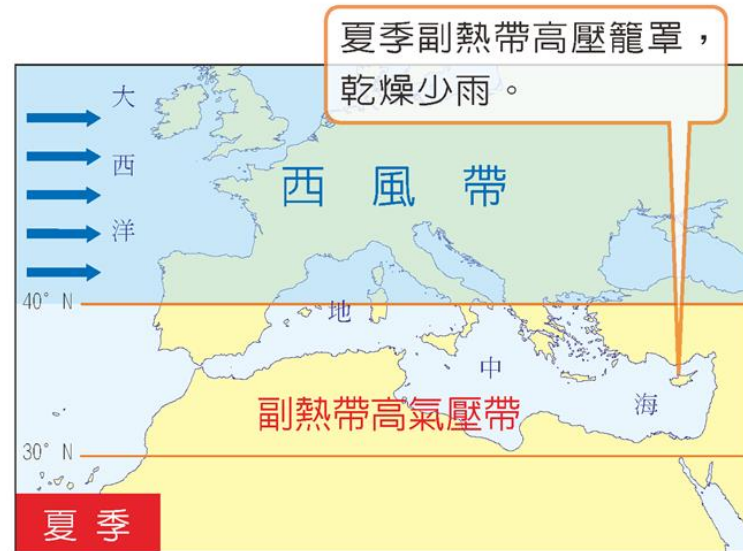 夏季副熱帶高壓籠罩，
乾燥少雨。
大
西
洋
西風帶
40° N
地
中
海
副熱帶高氣壓帶
30° N
夏季